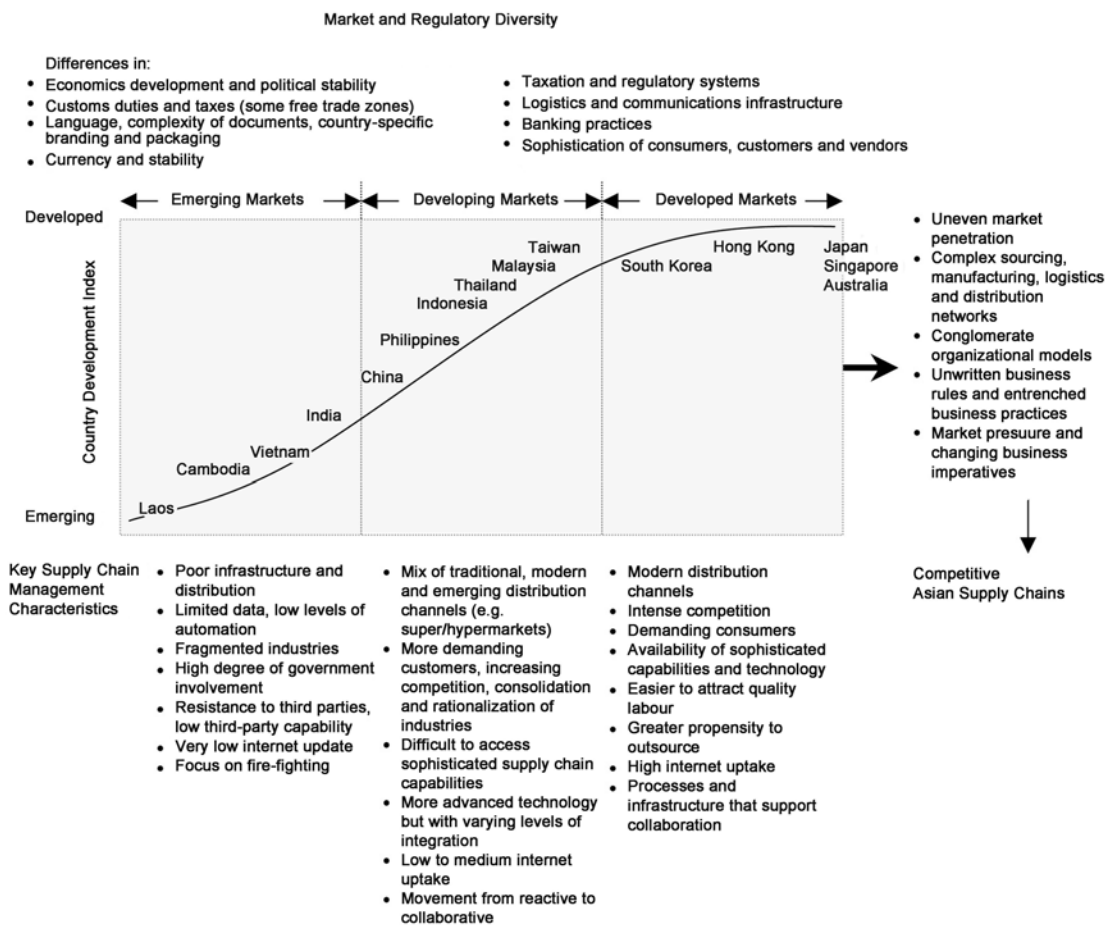 Market and Regulatory Diversity
Differences in:
• Economics development and political stability
• Customs duties and taxes (some free trade zones)
• Language, complexity of documents, country-specific
branding and packaging
• Currency and stability
• Taxation and regulatory systems
• Logistics and communications infrastructure
• Banking practices
• Sophistication of consumers, customers and vendors
Emerging Markets
Developing Markets
Developed Markets
Developed
Country Development Index
Emerging
Laos
Cambodia
Vietnam
India
China
Philippines
Indonesia
Thailand
Malaysia
Taiwan
South Korea
Hong Kong
Japan
Singapore
Australia
• Uneven market
penetration
• Complex sourcing,
manufacturing, logistics
and distribution
networks
• Conglomerate
organizational models
• Unwritten business
rules and entrenched
business practices
• Market presuure and
changing business
imperatives
Competitive
Asian Supply Chains
Key Supply Chain
Management
Characteristics
• Poor infrastructure and
distribution
• Limited data, low levels of
automation
• Fragmented industries
• High degree of government
involvement
• Resistance to third parties,
low third-party capability
• Very low internet update
• Focus on fire-fighting
• Mix of traditional, modern
and emerging distribution
channels (e.g.
super/hypermarkets)
• More demanding
customers, increasing
competition, consolidation
and rationalization of
industries
• Difficult to access
sophisticated supply chain
capabilities
• More advanced technology
but with varying levels of
integration
• Low to medium internet
uptake
• Movement from reactive to
collaborative
• Modern distribution
channels
• Intense competition
• Demanding consumers
• Availability of sophisticated
capabilities and technology
• Easier to attract quality
labour
• Greater propensity to
outsource
• High internet uptake
• Processes and
infrastructure that support
collaboration